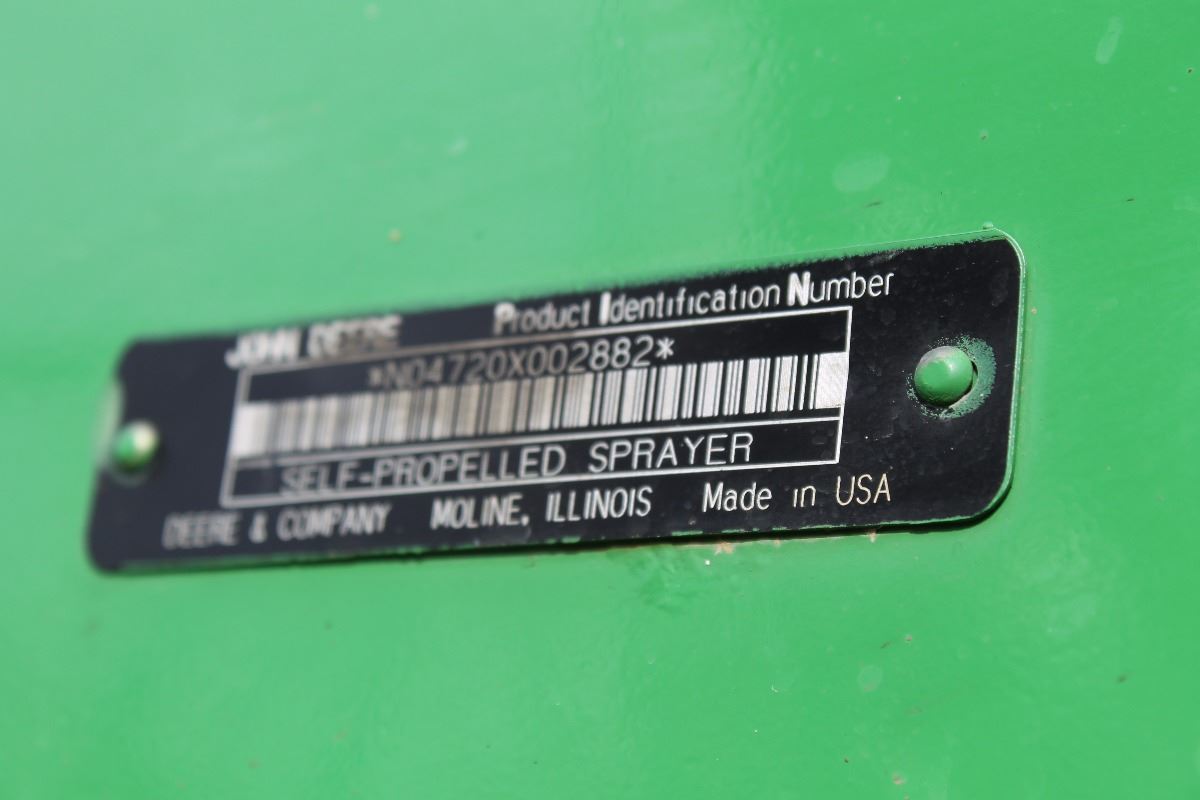 JOHN DEERE Product Identification Number
*N04720X002882*
SELF-PROPELLED SPRAYER
DEERE & COMPANY MOLINE, ILLINOIS Made in USA